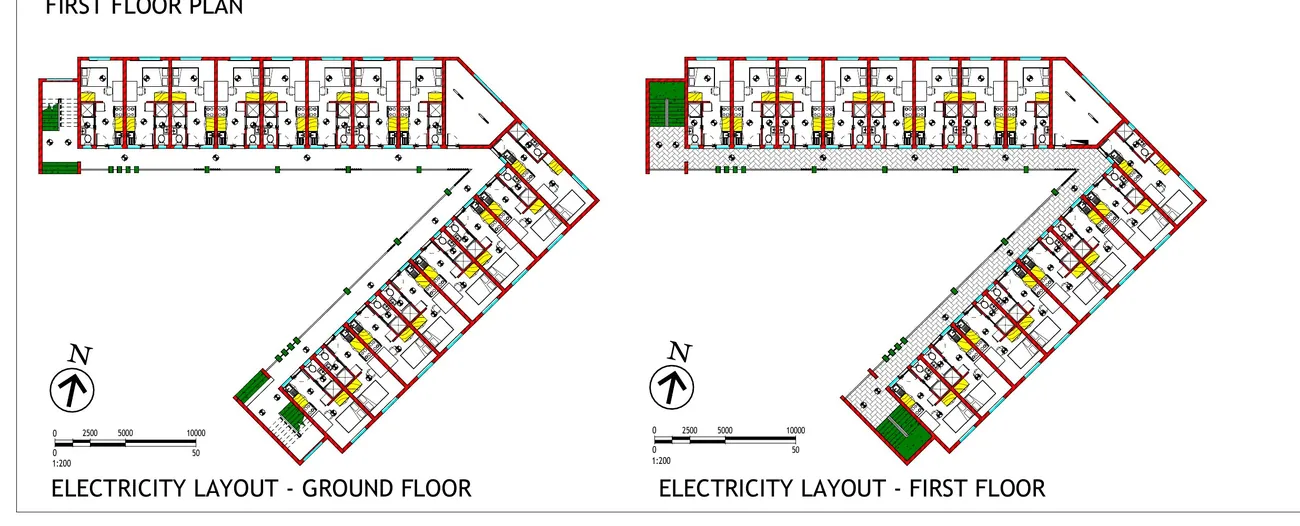 FIRST FLOOR PLAN
N
N
0 2500 5000 10000
0 50
1:200
0 2500 5000 10000
0 50
1:200
ELECTRICITY LAYOUT - GROUND FLOOR
ELECTRICITY LAYOUT - FIRST FLOOR